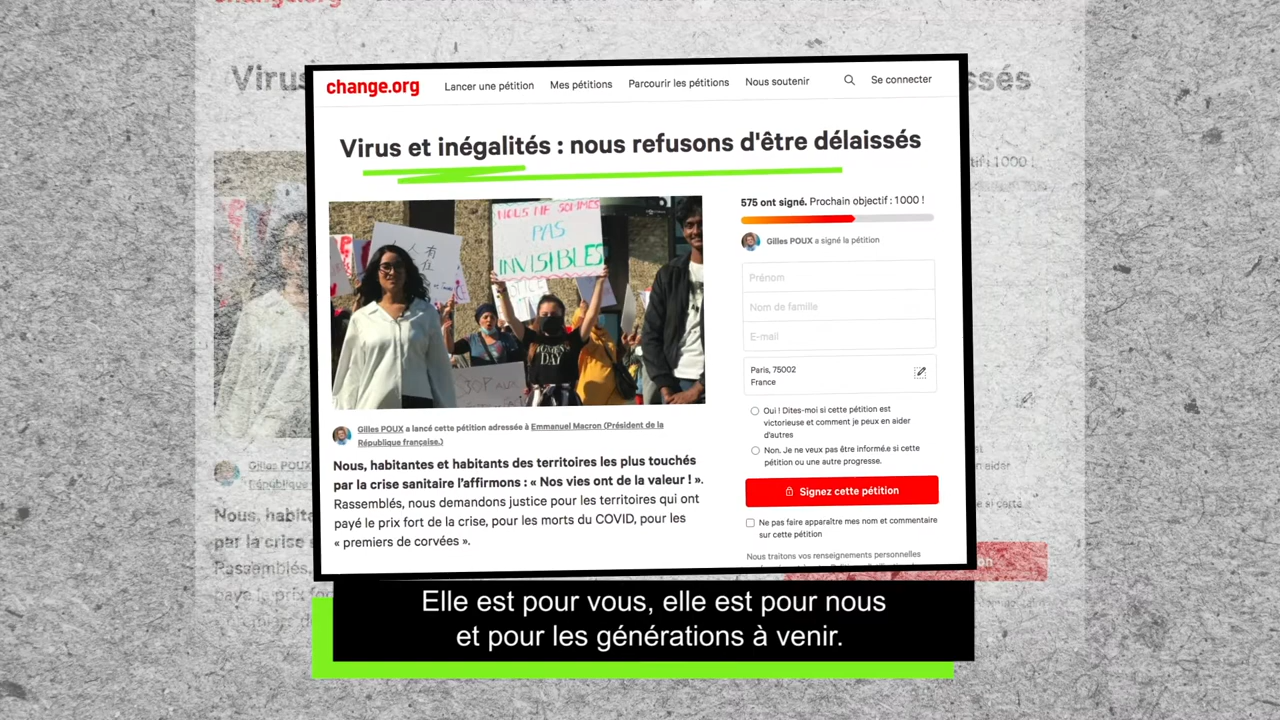 change.org
Lancer une pétition Mes pétitions Parcourir les pétitions Nous soutenir Se connecter
Virus et inégalités : nous refusons d'être délaissés
NOUS NE SOMMES
PAS
INVISIBLES
575 ont signé. Prochain objectif : 1000 !
Gilles POUX a signé la pétition
Prénom
Nom de famille
E-mail
Paris, 75002
France
Oui ! Dites-moi si cette pétition est
victorieuse et comment je peux en aider
d'autres
Non. Je ne veux pas être informé.e si cette
pétition ou une autre progresse.
Signez cette pétition
Ne pas faire apparaître mes nom et commentaire
sur cette pétition
Nous traitons vos renseignements personnelles
Gilles POUX a lancé cette pétition adressée à Emmanuel Macron (Président de la
République française.)
Nous, habitantes et habitants des territoires les plus touchés
par la crise sanitaire l'affirmons : « Nos vies ont de la valeur ! ».
Rassemblés, nous demandons justice pour les territoires qui ont
payé le prix fort de la crise, pour les morts du COVID, pour les
« premiers de corvées ».
Elle est pour vous, elle est pour nous
et pour les générations à venir.